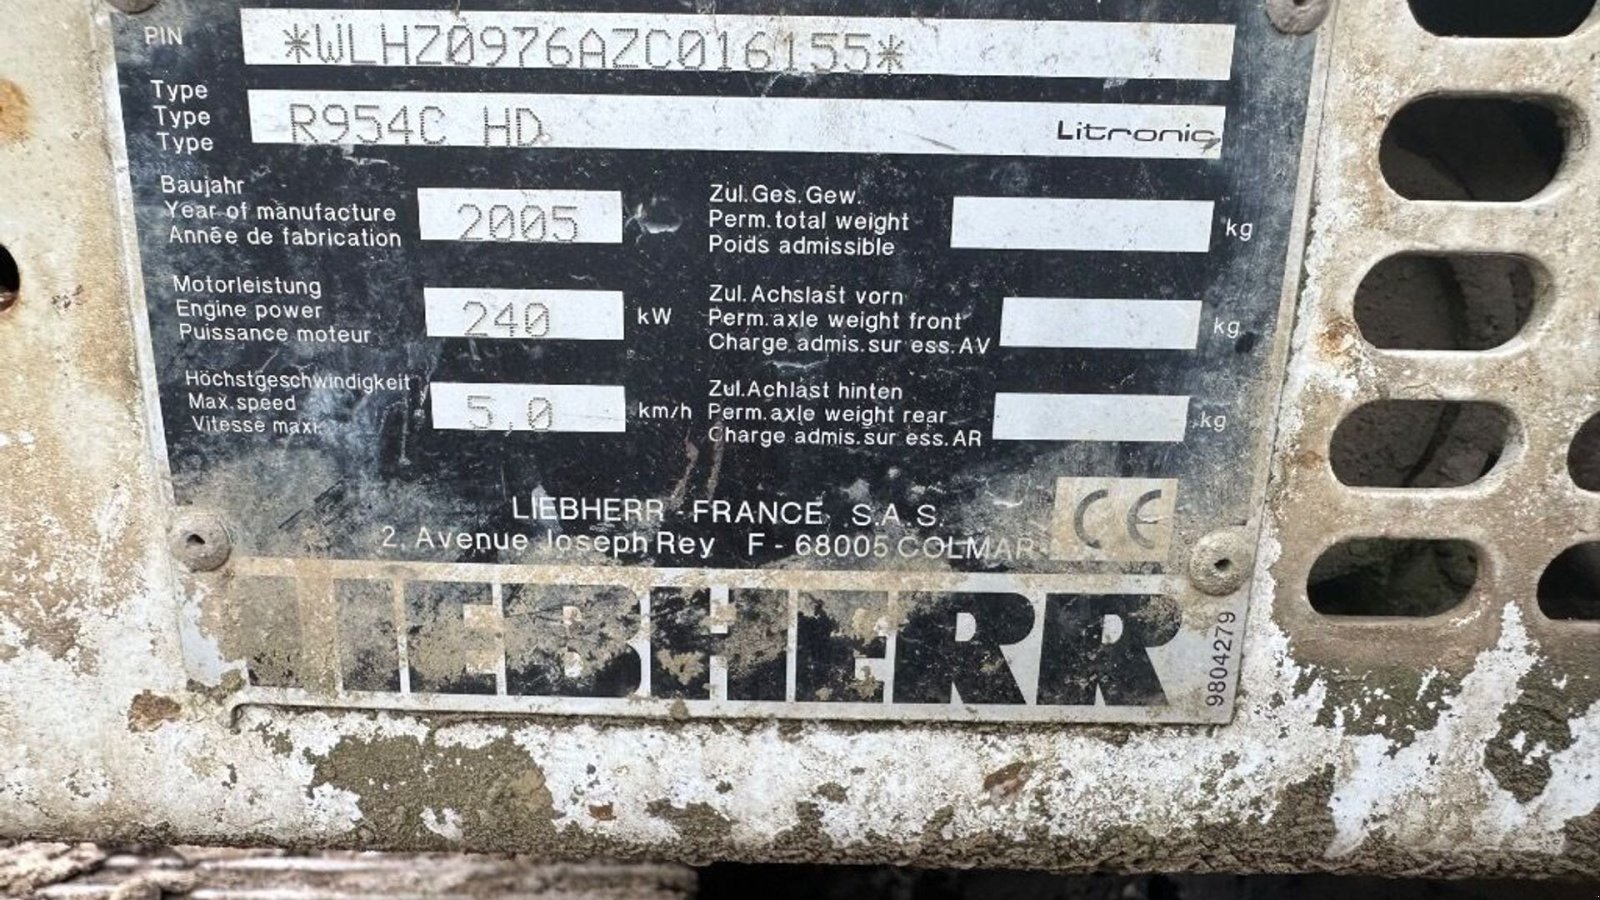 PIN *WLHZ0976AZC016155*
Type
Type R954C HD Litronic
Type
Baujahr
Year of manufacture 2005
Année de fabrication
Zul.Ges.Gew.
Perm.total weight kg
Poids admissible
Motorleistung
Engine power 240 kW
Puissance moteur
Zul.Achslast vorn
Perm.axle weight front kg
Charge admis.sur ess.AV
Höchstgeschwindigkeit
Max.speed 5,0 km/h
Vitesse maxi.
Zul.Achlast hinten
Perm.axle weight rear kg
Charge admis.sur ess.AR
LIEBHERR - FRANCE S.A.S.
2, Avenue Joseph Rey F - 68005 COLMAR
CE
LIEBHERR
9804279